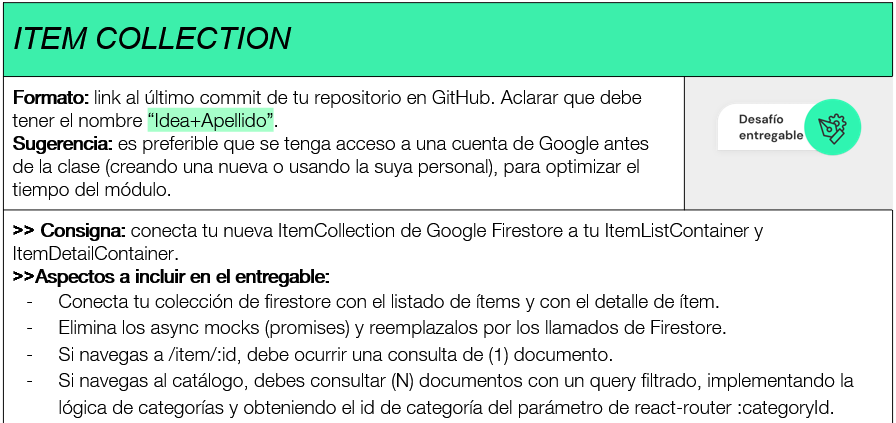 ITEM COLLECTION
Formato: link al último commit de tu repositorio en GitHub. Aclarar que debe
tener el nombre “Idea+Apellido”.
Sugerencia: es preferible que se tenga acceso a una cuenta de Google antes
de la clase (creando una nueva o usando la suya personal), para optimizar el
tiempo del módulo.
Desafío
entregable
>> Consigna: conecta tu nueva ItemCollection de Google Firestore a tu ItemListContainer y
ItemDetailContainer.
>>Aspectos a incluir en el entregable:
- Conecta tu colección de firestore con el listado de ítems y con el detalle de ítem.
- Elimina los async mocks (promises) y reemplazalos por los llamados de Firestore.
- Si navegas a /item/:id, debe ocurrir una consulta de (1) documento.
- Si navegas al catálogo, debes consultar (N) documentos con un query filtrado, implementando la
lógica de categorías y obteniendo el id de categoría del parámetro de react-router :categoryId.